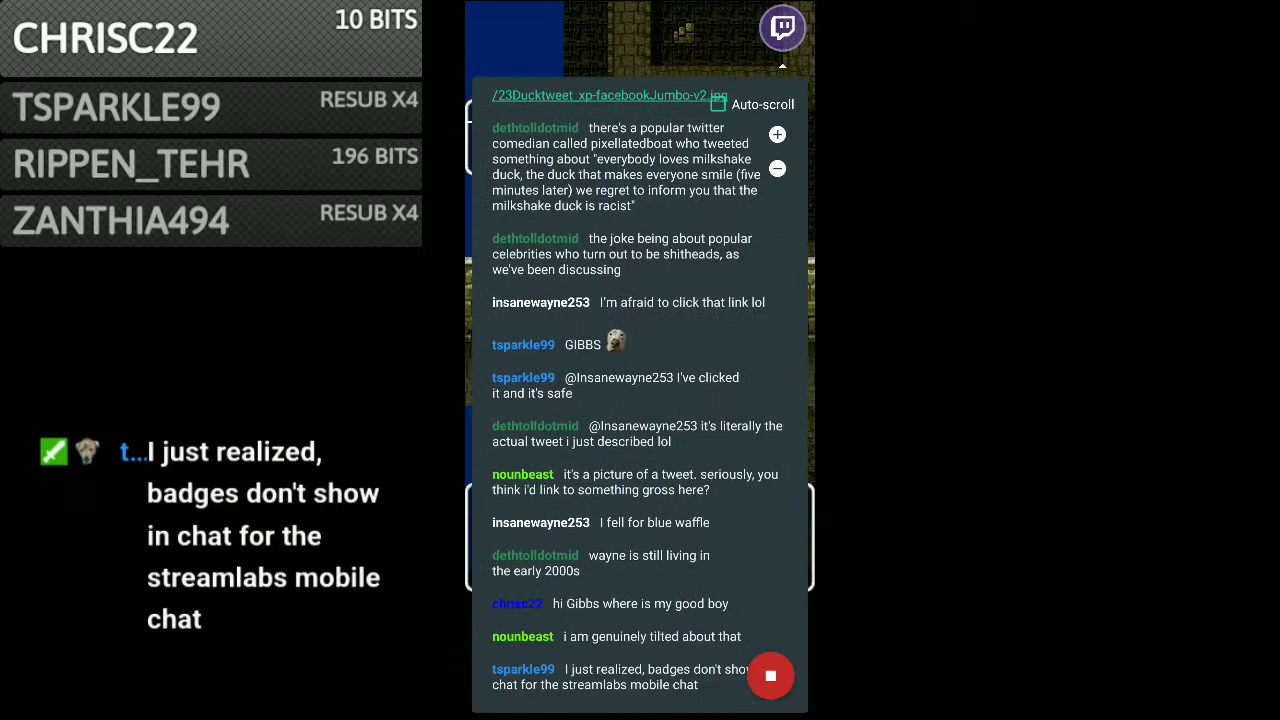 CHRISC22 10 BITS
TSPARKLE99 RESUB X4
RIPPEN_TEHR 196 BITS
ZANTHIA494 RESUB X4
t...I just realized,
badges don't show
in chat for the
streamlabs mobile
chat
/23Ducktweet_xp-facebookJumbo-v2.jpg
Auto-scroll
dethtolldotmid there's a popular twitter
comedian called pixellatedboat who tweeted
something about "everybody loves milkshake
duck, the duck that makes everyone smile (five
minutes later) we regret to inform you that the
milkshake duck is racist"
dethtolldotmid the joke being about popular
celebrities who turn out to be shitheads, as
we've been discussing
insanewayne253 I'm afraid to click that link lol
tsparkle99 GIBBS
tsparkle99 @Insanewayne253 I've clicked
it and it's safe
dethtolldotmid @Insanewayne253 it's literally the
actual tweet i just described lol
nounbeast it's a picture of a tweet. seriously, you
think i'd link to something gross here?
insanewayne253 I fell for blue waffle
dethtolldotmid wayne is still living in
the early 2000s
chrisc22 hi Gibbs where is my good boy
nounbeast i am genuinely tilted about that
tsparkle99 I just realized, badges don't show
chat for the streamlabs mobile chat